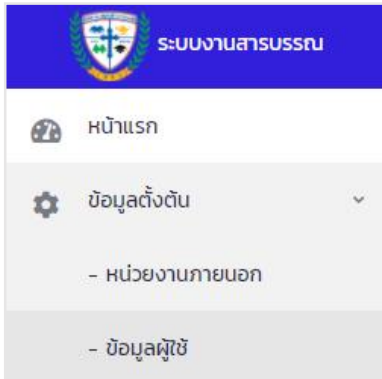 ระบบงานสารบรรณ
หน้าแรก
ข้อมูลตั้งต้น
- หน่วยงานภายนอก
- ข้อมูลผู้ใช้